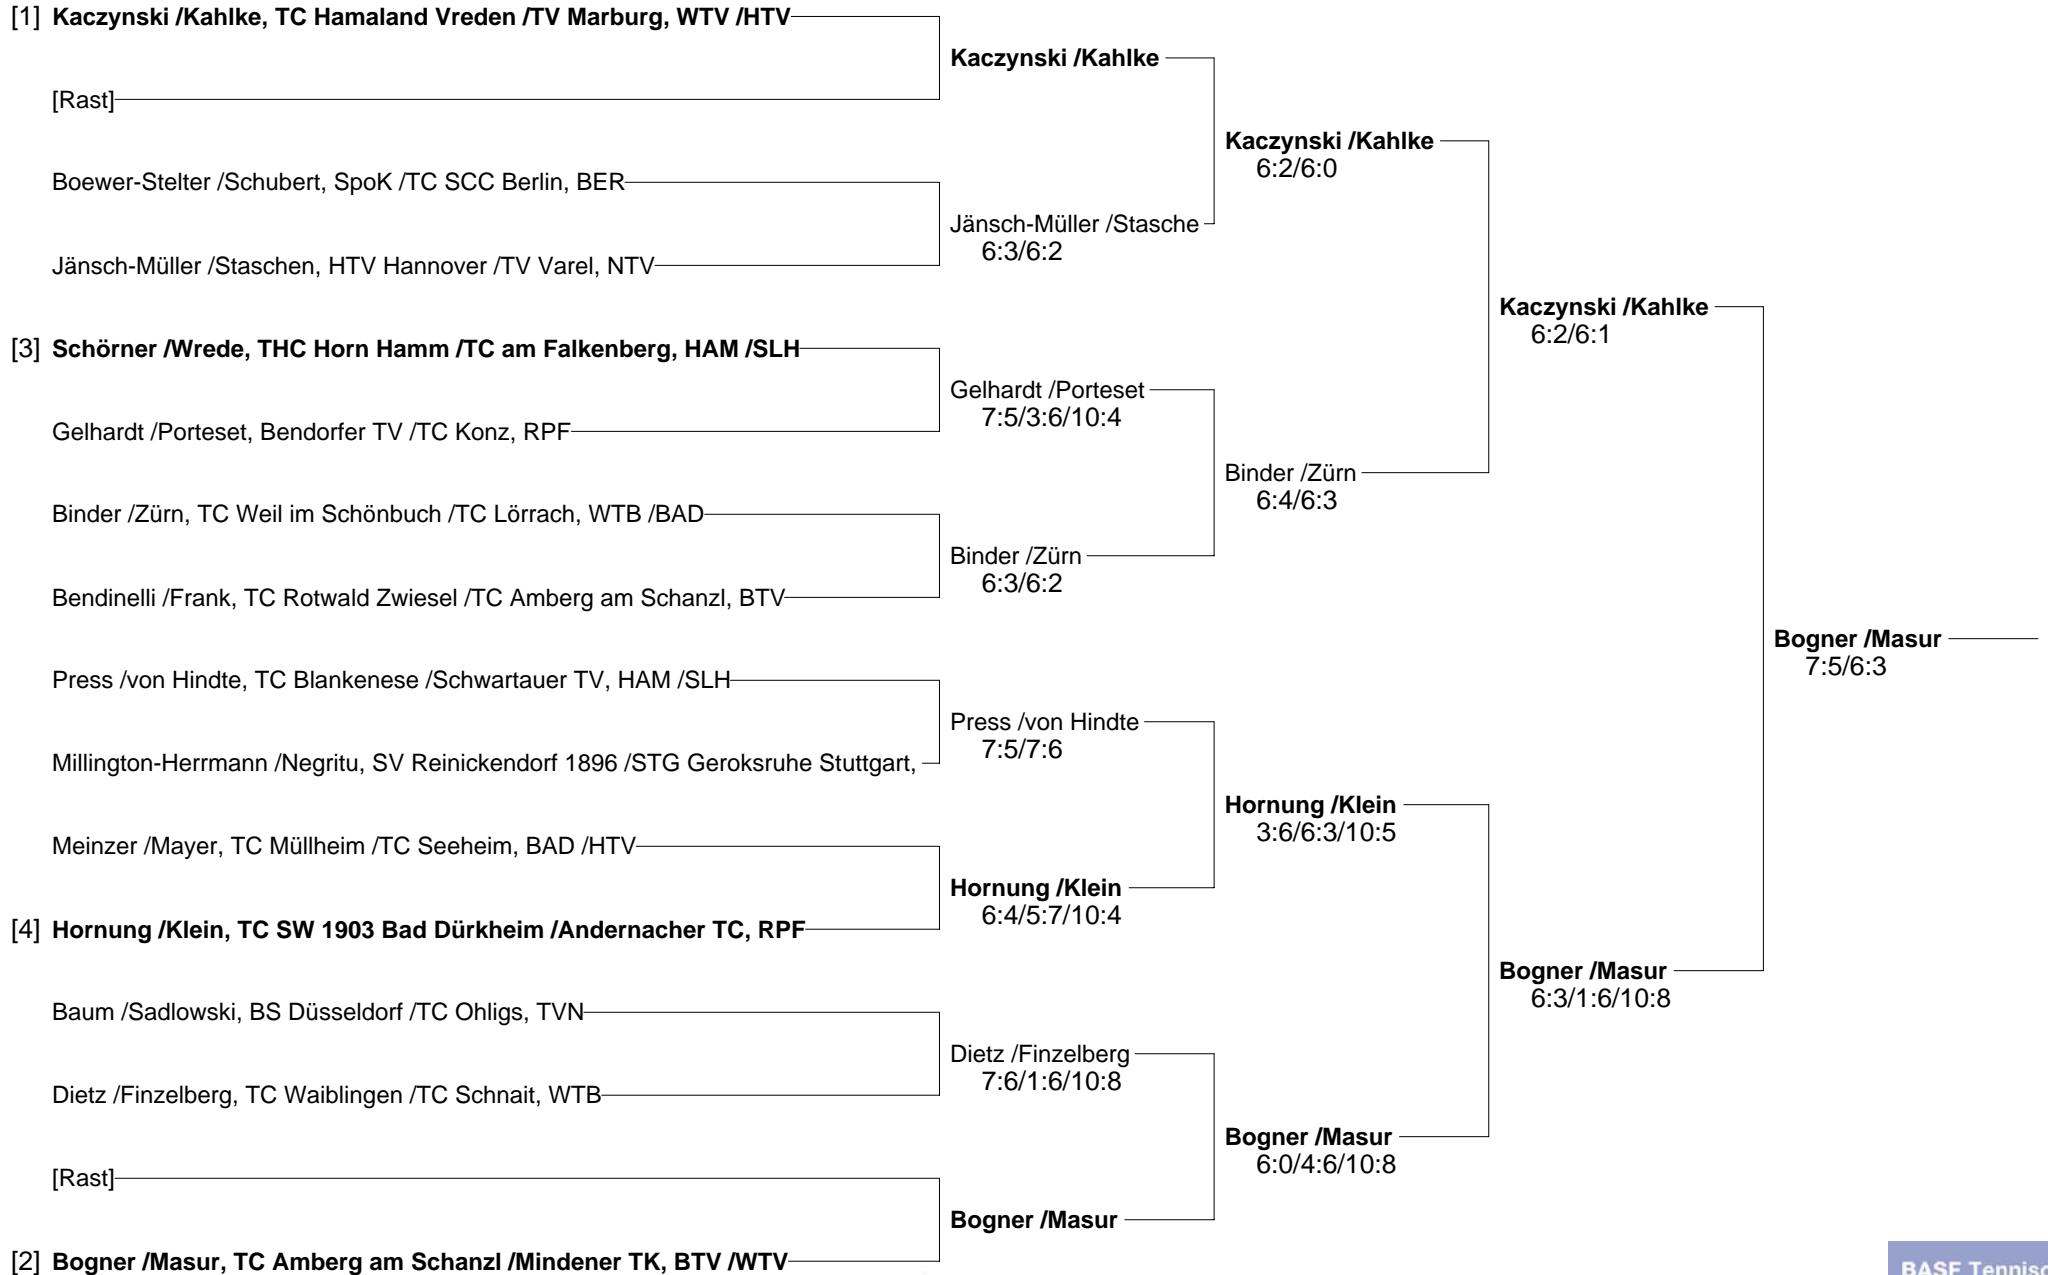 [1] Kaczynski /Kahlke, TC Hamaland Vreden /TV Marburg, WTV /HTV
Kaczynski /Kahlke
[Rast]
Kaczynski /Kahlke
6:2/6:0
Boewer-Stelter /Schubert, SpoK /TC SCC Berlin, BER
Jänsch-Müller /Stasche
6:3/6:2
Jänsch-Müller /Staschen, HTV Hannover /TV Varel, NTV
Kaczynski /Kahlke
6:2/6:1
[3] Schörner /Wrede, THC Horn Hamm /TC am Falkenberg, HAM /SLH
Gelhardt /Porteset
7:5/3:6/10:4
Gelhardt /Porteset, Bendorfer TV /TC Konz, RPF
Binder /Zürn
6:4/6:3
Binder /Zürn, TC Weil im Schönbuch /TC Lörrach, WTB /BAD
Binder /Zürn
6:3/6:2
Bendinelli /Frank, TC Rotwald Zwiesel /TC Amberg am Schanzl, BTV
Bogner /Masur
7:5/6:3
Press /von Hindte, TC Blankenese /Schwartauer TV, HAM /SLH
Press /von Hindte
7:5/7:6
Millington-Herrmann /Negritu, SV Reinickendorf 1896 /STG Geroksruhe Stuttgart,
Hornung /Klein
3:6/6:3/10:5
Meinzer /Mayer, TC Müllheim /TC Seeheim, BAD /HTV
Hornung /Klein
6:4/5:7/10:4
[4] Hornung /Klein, TC SW 1903 Bad Dürkheim /Andernacher TC, RPF
Bogner /Masur
6:3/1:6/10:8
Baum /Sadlowski, BS Düsseldorf /TC Ohligs, TVN
Dietz /Finzelberg
7:6/1:6/10:8
Dietz /Finzelberg, TC Waiblingen /TC Schnait, WTB
Bogner /Masur
6:0/4:6/10:8
[Rast]
Bogner /Masur
[2] Bogner /Masur, TC Amberg am Schanzl /Mindener TK, BTV /WTV
BASF